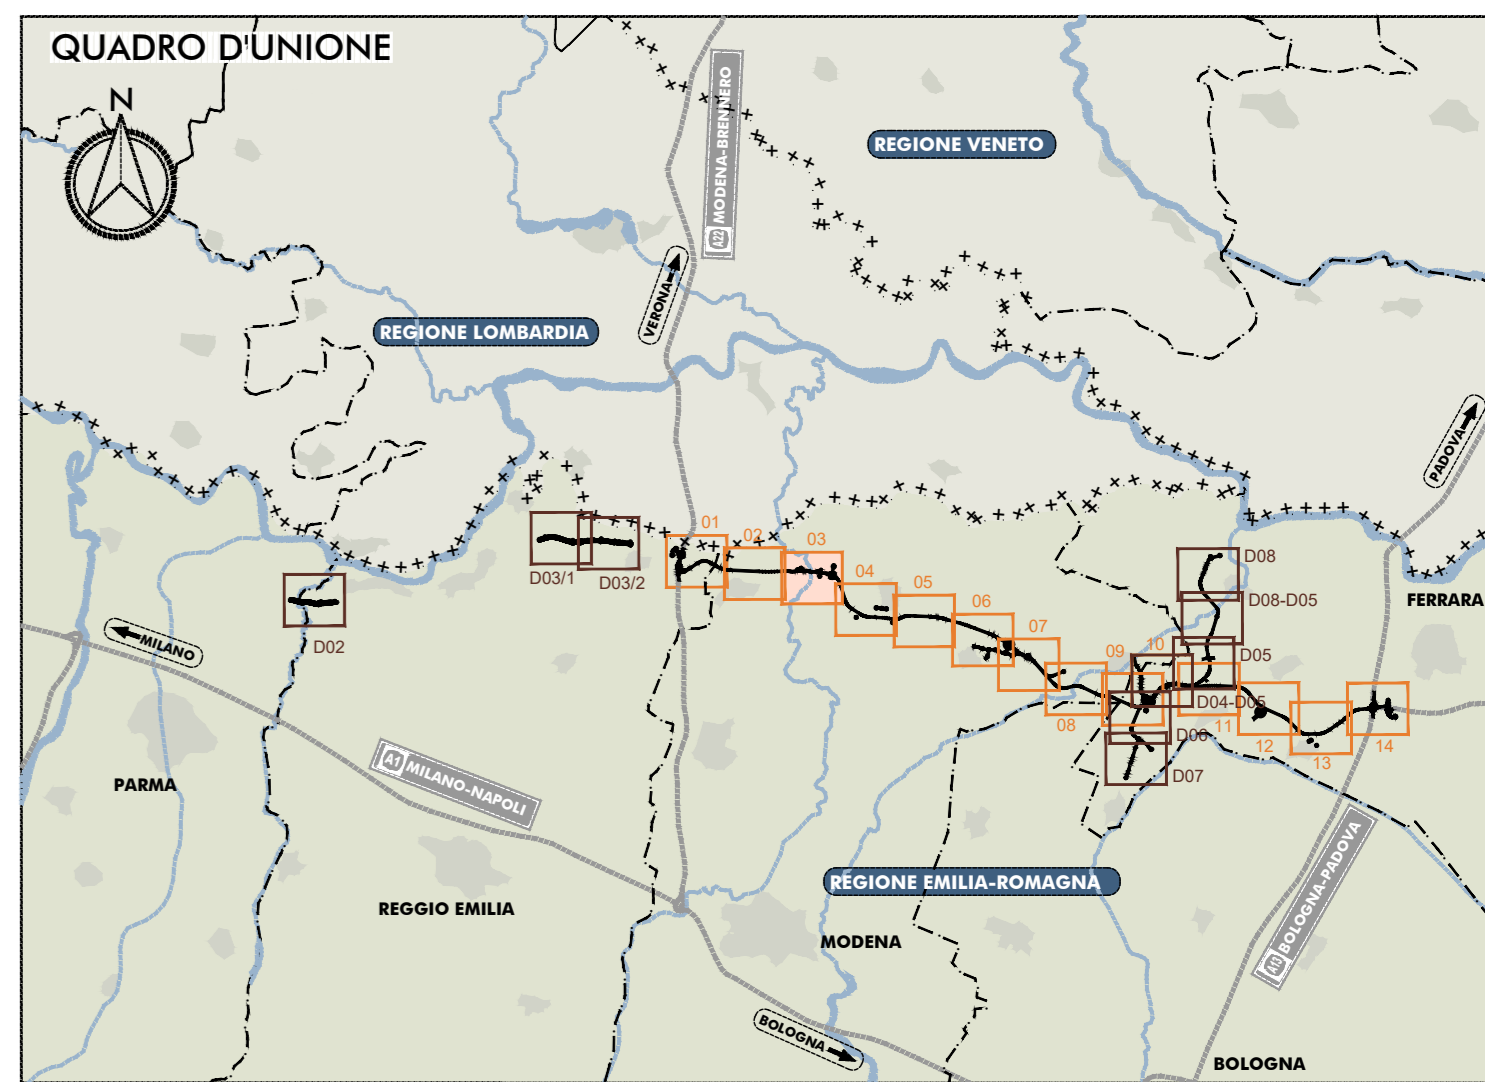 QUADRO D'UNIONE
N
A22 MODENA-BRENNERO
REGIONE VENETO
VERONA
REGIONE LOMBARDIA
PADOVA
01
02
03
04
05
06
07
08
09
10
11
12
13
14
D03/1
D03/2
D02
D08
D08-D05
D05
D04-D05
D06
D07
FERRARA
MILANO
PARMA
A1 MILANO-NAPOLI
REGGIO EMILIA
REGIONE EMILIA-ROMAGNA
MODENA
A13 BOLOGNA-PADOVA
BOLOGNA
BOLOGNA